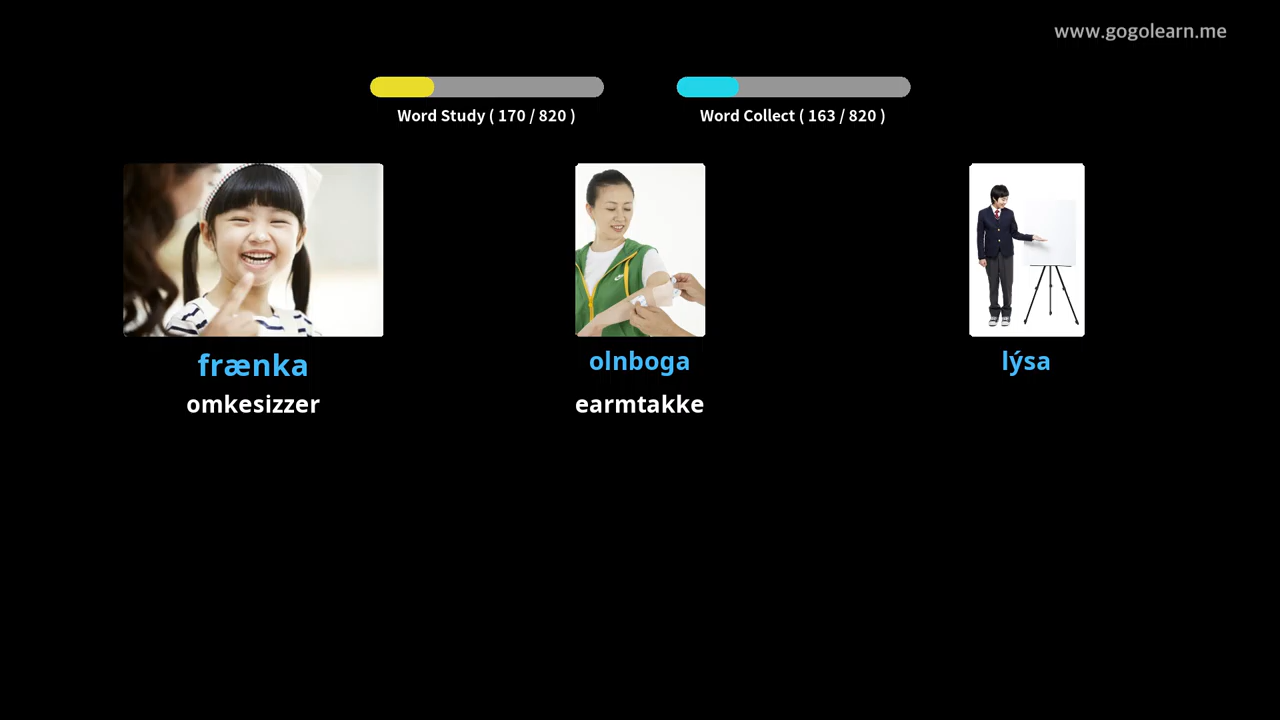 www.gogolearn.me
Word Study ( 170 / 820 )
Word Collect ( 163 / 820 )
frænka
omkesizzer
olnboga
earmtakke
lýsa